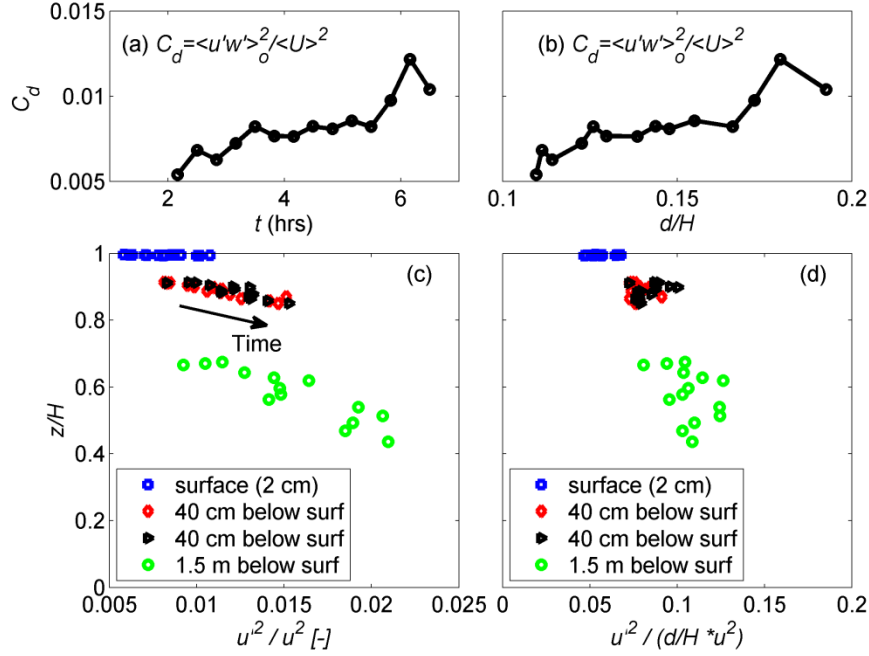 (a) C_d=<u'w'>_o^2/<U>^2
C_d
0.015
0.01
0.005
2
4
6
t (hrs)
(b) C_d=<u'w'>_o^2/<U>^2
0.1
0.15
0.2
d/H
(c)
z/H
1
0.8
0.6
0.4
0.2
0
Time
surface (2 cm)
40 cm below surf
40 cm below surf
1.5 m below surf
0.005
0.01
0.015
0.02
0.025
u'^2 / u^2 [-]
(d)
surface (2 cm)
40 cm below surf
40 cm below surf
1.5 m below surf
0
0.05
0.1
0.15
0.2
u'^2 / (d/H *u^2)